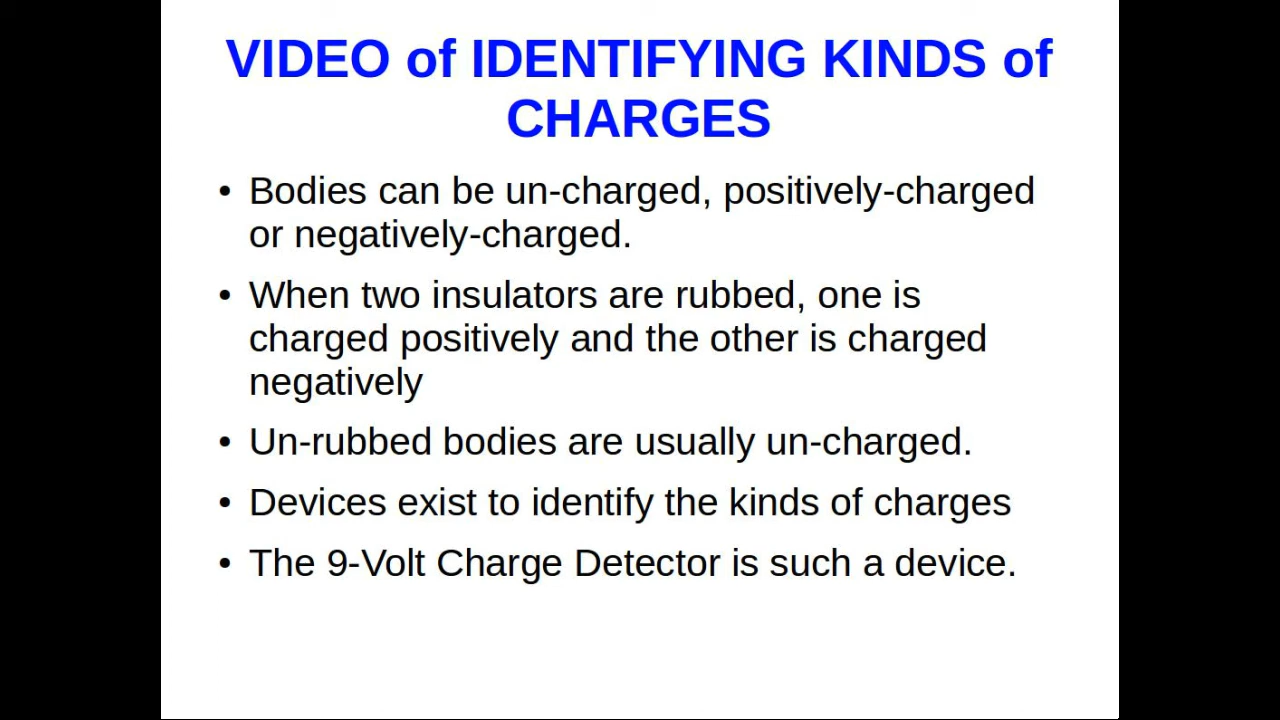 VIDEO of IDENTIFYING KINDS of
CHARGES
• Bodies can be un-charged, positively-charged
or negatively-charged.
• When two insulators are rubbed, one is
charged positively and the other is charged
negatively
• Un-rubbed bodies are usually un-charged.
• Devices exist to identify the kinds of charges
• The 9-Volt Charge Detector is such a device.